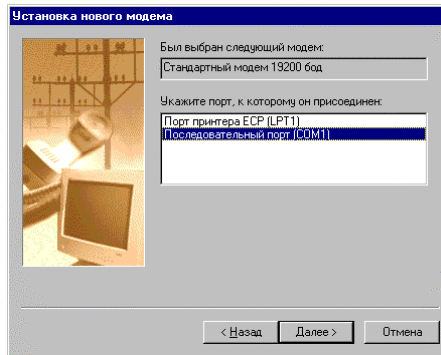 Установка нового модема
Был выбран следующий модем:
Стандартный модем 19200 бод
Укажите порт, к которому он присоединен:
Порт принтера ECP (LPT1)
Последовательный порт (COM1)
< Назад Далее > Отмена